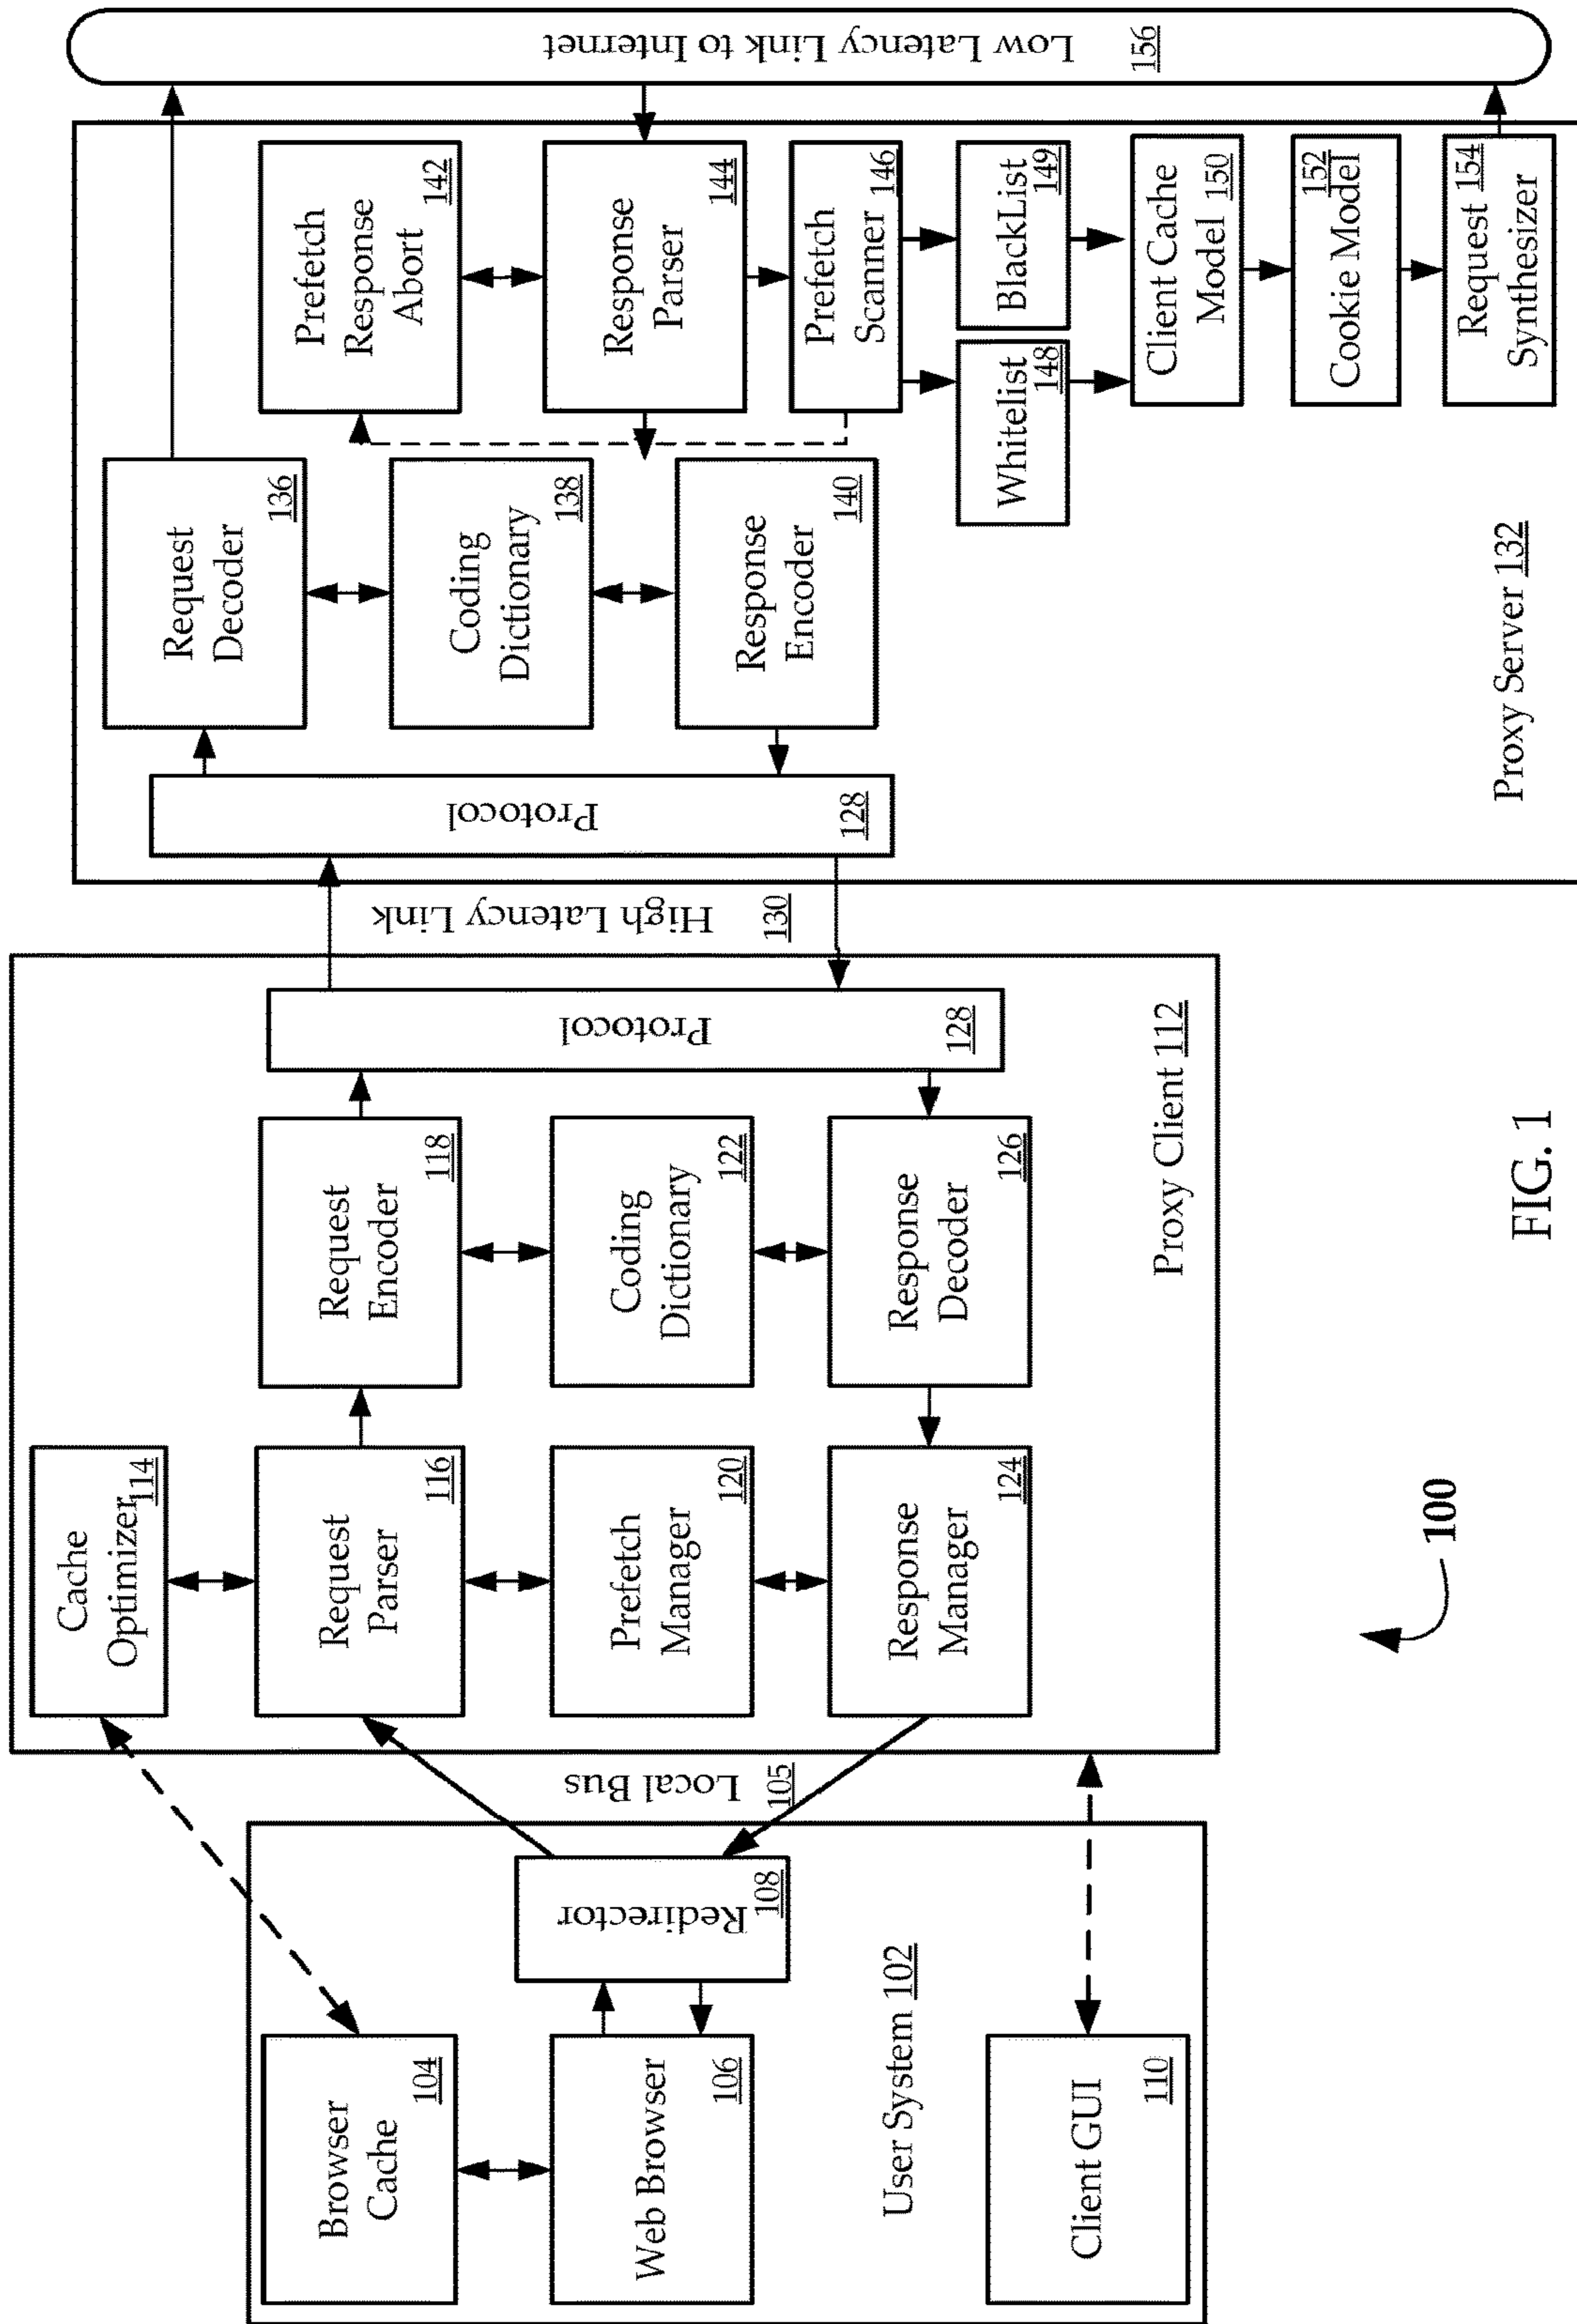 Browser
Cache
104
Web Browser
106
Redirector
108
User System 102
Client GUI
110
Local Bus
105
Cache
Optimizer
114
Request
Parser
116
Request
Encoder
118
Prefetch
Manager
120
Coding
Dictionary
122
Response
Manager
124
Response
Decoder
126
Protocol
128
Proxy Client 112
High Latency Link
130
Protocol
128
Request
Decoder
136
Coding
Dictionary
138
Response
Encoder
140
Prefetch
Response
Abort
142
Response
Parser
144
Prefetch
Scanner 146
Whitelist
148
BlackList
149
Client Cache
Model 150
152
Cookie Model
Request 154
Synthesizer
Proxy Server 132
Low Latency Link to Internet
156
100
FIG. 1